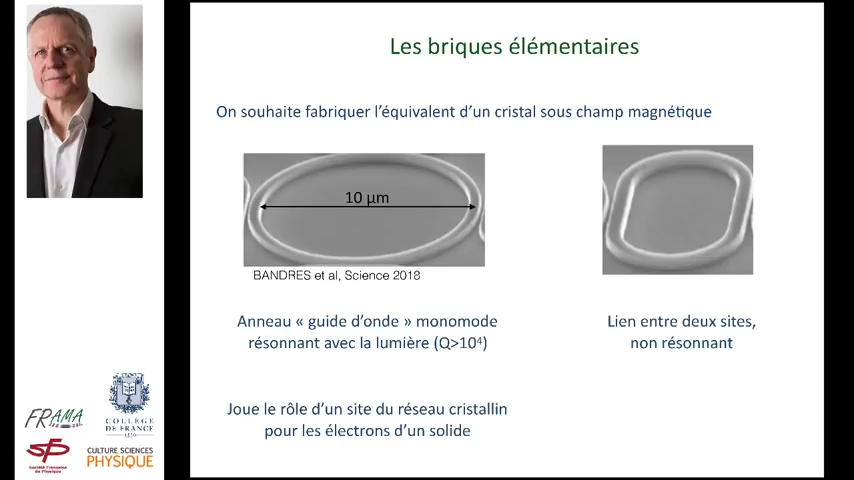 Les briques élémentaires
On souhaite fabriquer l'équivalent d'un cristal sous champ magnétique
10 μm
BANDRES et al, Science 2018
Anneau « guide d'onde » monomode
résonnant avec la lumière (Q>10⁴)
Lien entre deux sites,
non résonnant
Joue le rôle d'un site du réseau cristallin
pour les électrons d'un solide
FRAMA
COLLÈGE
DE FRANCE
1530
sfp
Société Française
de Physique
CULTURE SCIENCES
PHYSIQUE